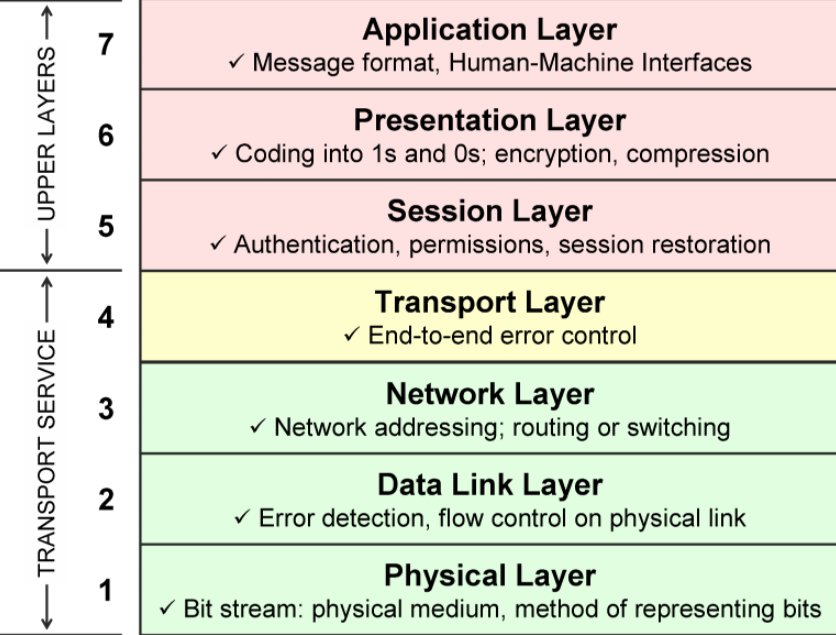 UPPER LAYERS
7
Application Layer
✓ Message format, Human-Machine Interfaces
6
Presentation Layer
✓ Coding into 1s and 0s; encryption, compression
5
Session Layer
✓ Authentication, permissions, session restoration
TRANSPORT SERVICE
4
Transport Layer
✓ End-to-end error control
3
Network Layer
✓ Network addressing; routing or switching
2
Data Link Layer
✓ Error detection, flow control on physical link
1
Physical Layer
✓ Bit stream: physical medium, method of representing bits